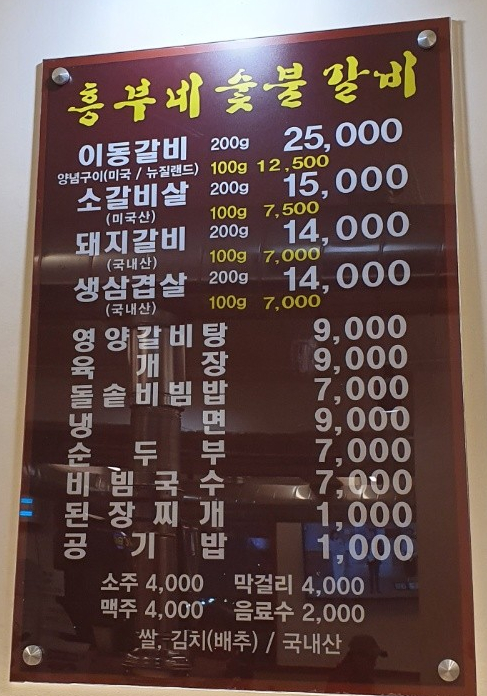 흥부네 숯불갈비
이동갈비 200g 25,000
양념구이(미국 / 뉴질랜드) 100g 12,500
소갈비살 200g 15,000
(미국산) 100g 7,500
돼지갈비 200g 14,000
(국내산) 100g 7,000
생삼겹살 200g 14,000
(국내산) 100g 7,000
영양갈비탕 9,000
육개장 9,000
돌솥비빔밥 7,000
냉면 9,000
순두부 7,000
비빔국수 7,000
된장찌개 1,000
공기밥 1,000
소주 4,000 막걸리 4,000
맥주 4,000 음료수 2,000
쌀, 김치(배추) / 국내산